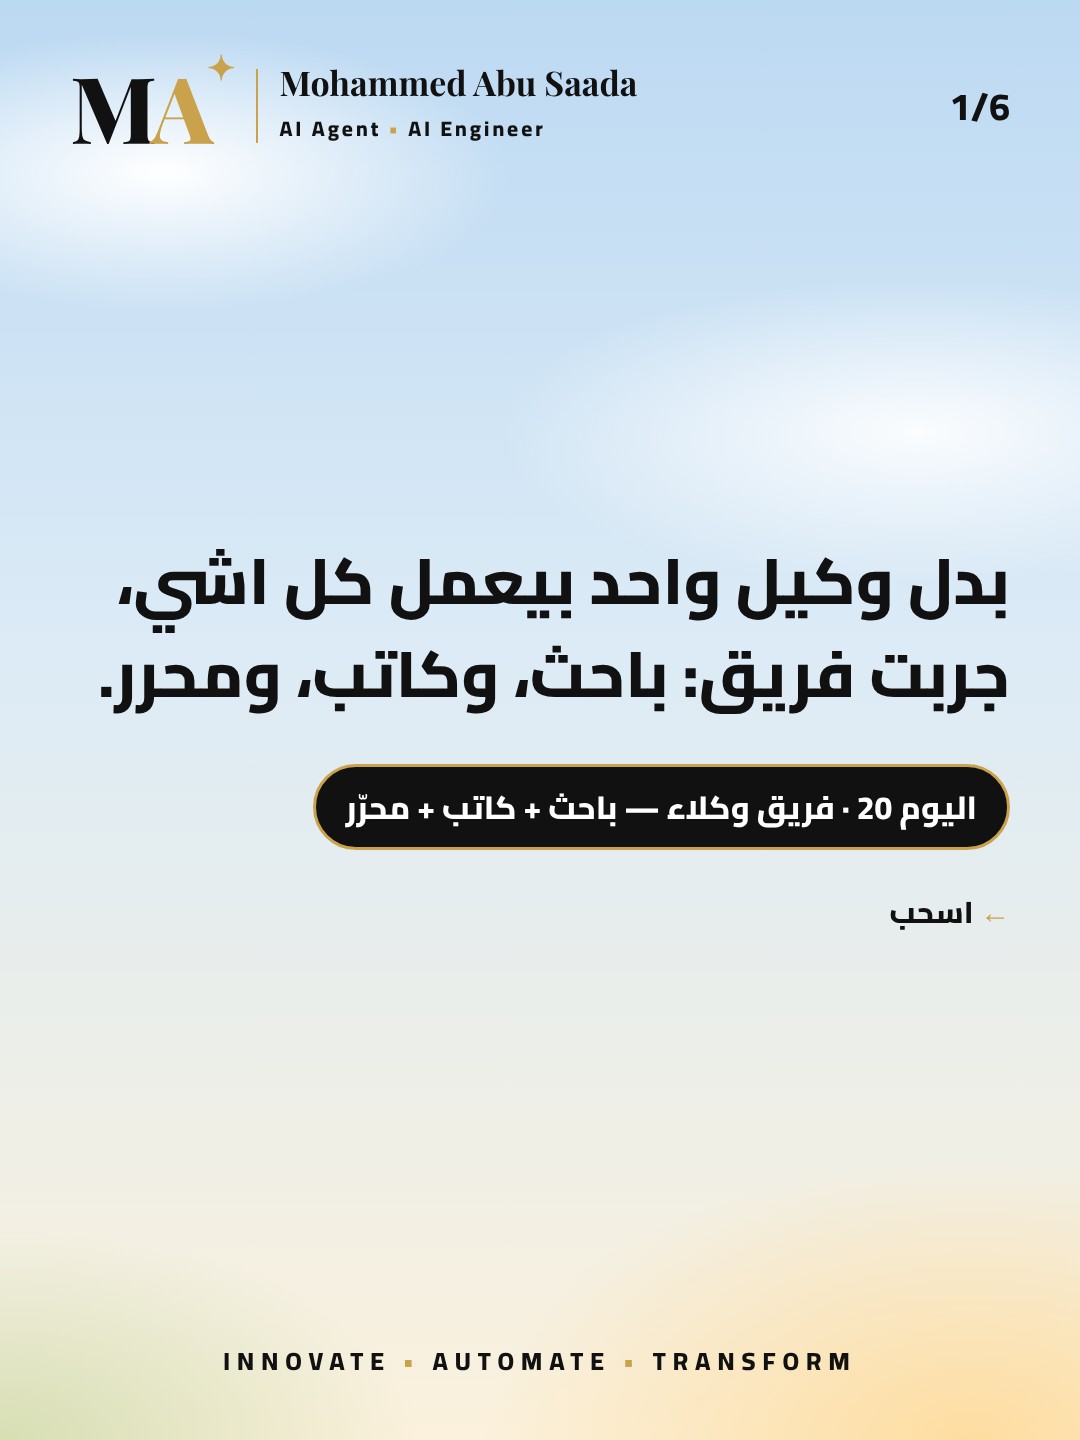 MA
Mohammed Abu Saada
AI Agent ▪ AI Engineer
1/6
بدل وكيل واحد بيعمل كل اشي،
جربت فريق: باحث، وكاتب، ومحرر.
اليوم 20 · فريق وكلاء — باحث + كاتب + محرّر
← اسحب
INNOVATE ▪ AUTOMATE ▪ TRANSFORM